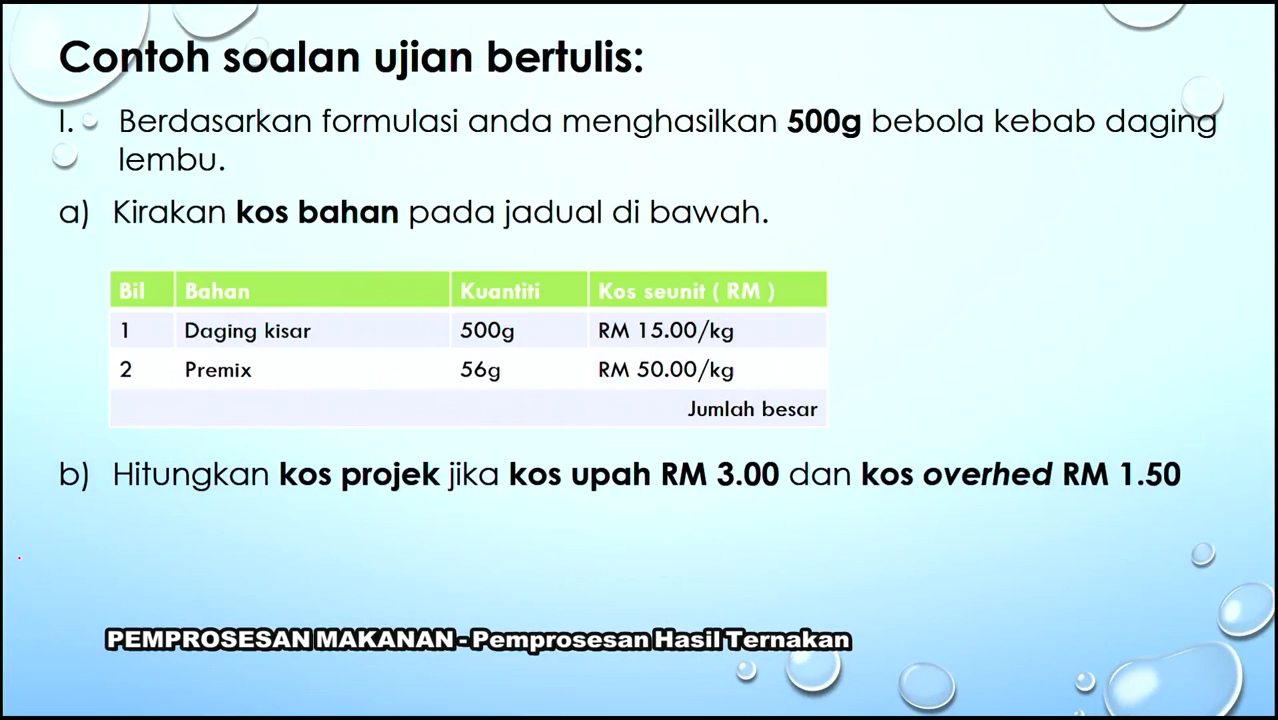 Contoh soalan ujian bertulis:
I. Berdasarkan formulasi anda menghasilkan 500g bebola kebab daging
lembu.
a) Kirakan kos bahan pada jadual di bawah.
Bil Bahan Kuantiti Kos seunit ( RM )
1 Daging kisar 500g RM 15.00/kg
2 Premix 56g RM 50.00/kg
Jumlah besar
b) Hitungkan kos projek jika kos upah RM 3.00 dan kos overhed RM 1.50
PEMPROSESAN MAKANAN - Pemprosesan Hasil Ternakan